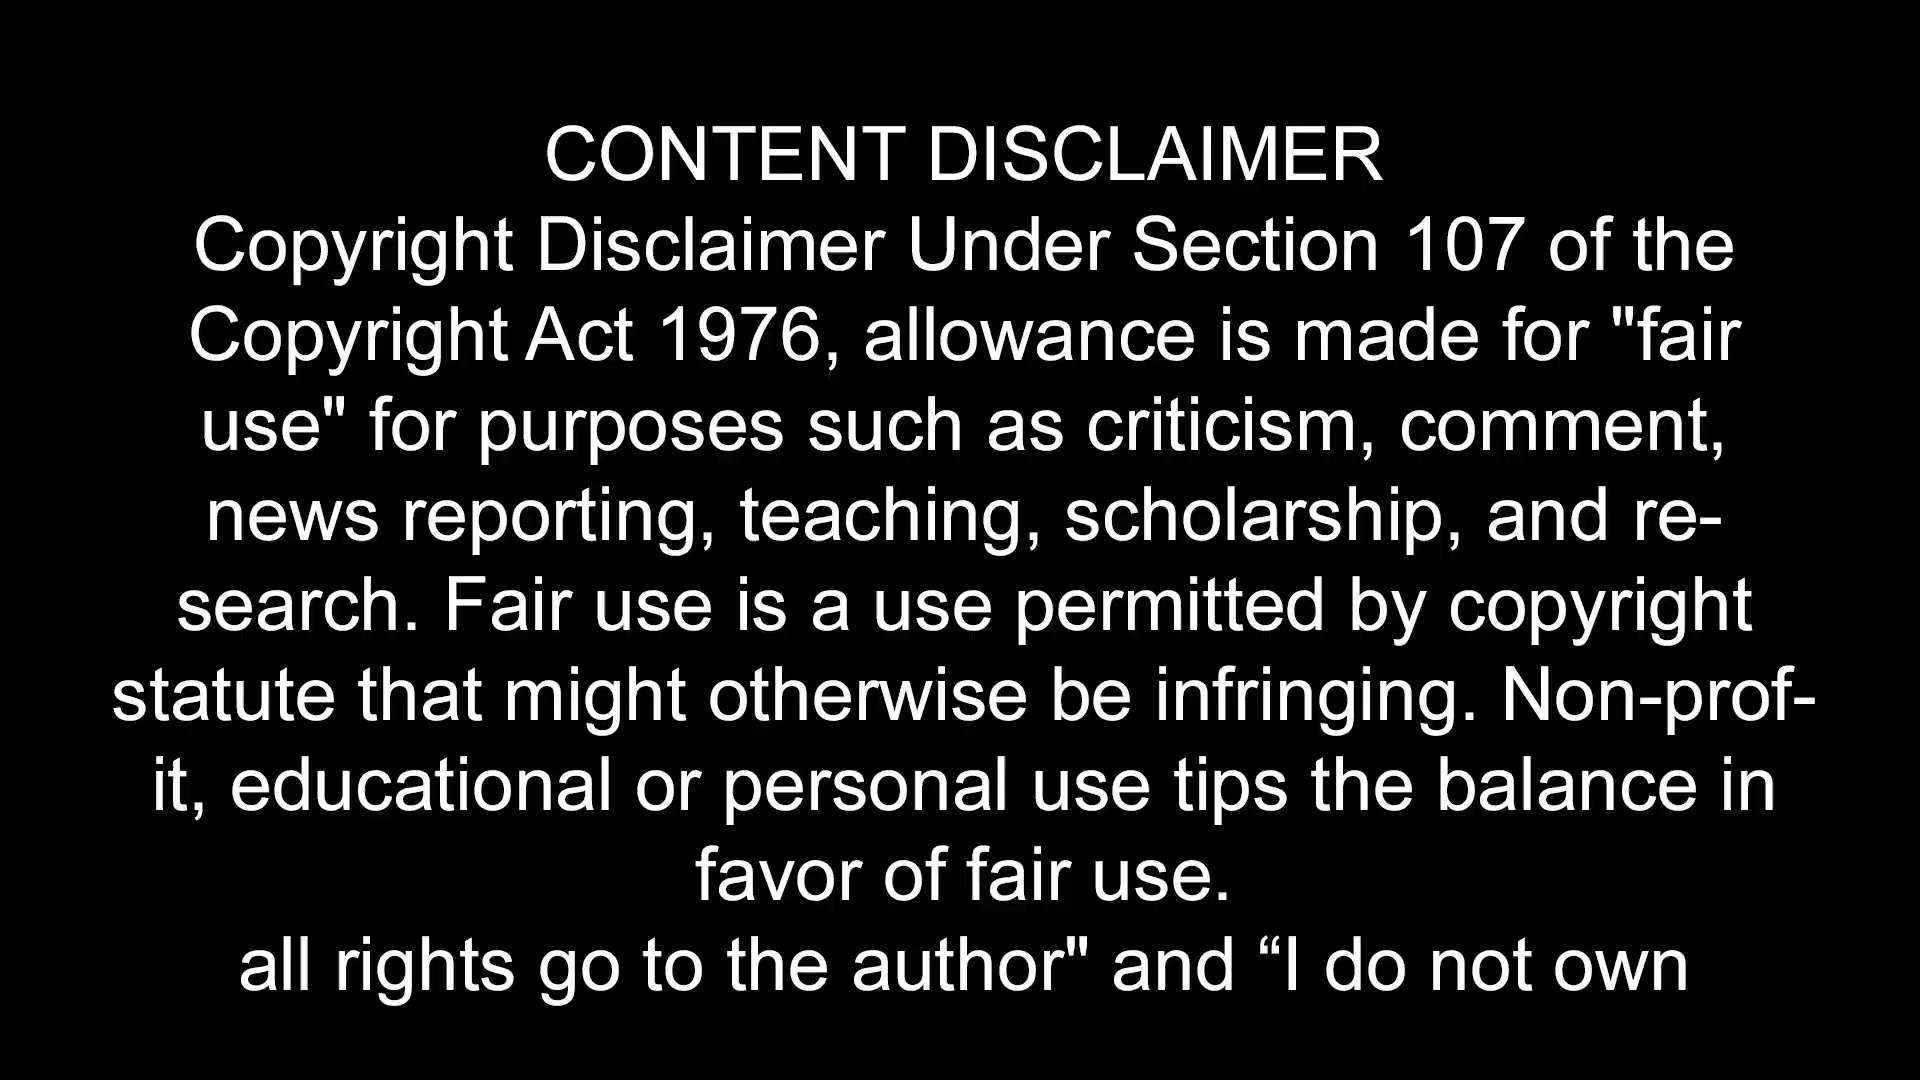 CONTENT DISCLAIMER
Copyright Disclaimer Under Section 107 of the
Copyright Act 1976, allowance is made for "fair
use" for purposes such as criticism, comment,
news reporting, teaching, scholarship, and re-
search. Fair use is a use permitted by copyright
statute that might otherwise be infringing. Non-prof-
it, educational or personal use tips the balance in
favor of fair use.
all rights go to the author" and “I do not own